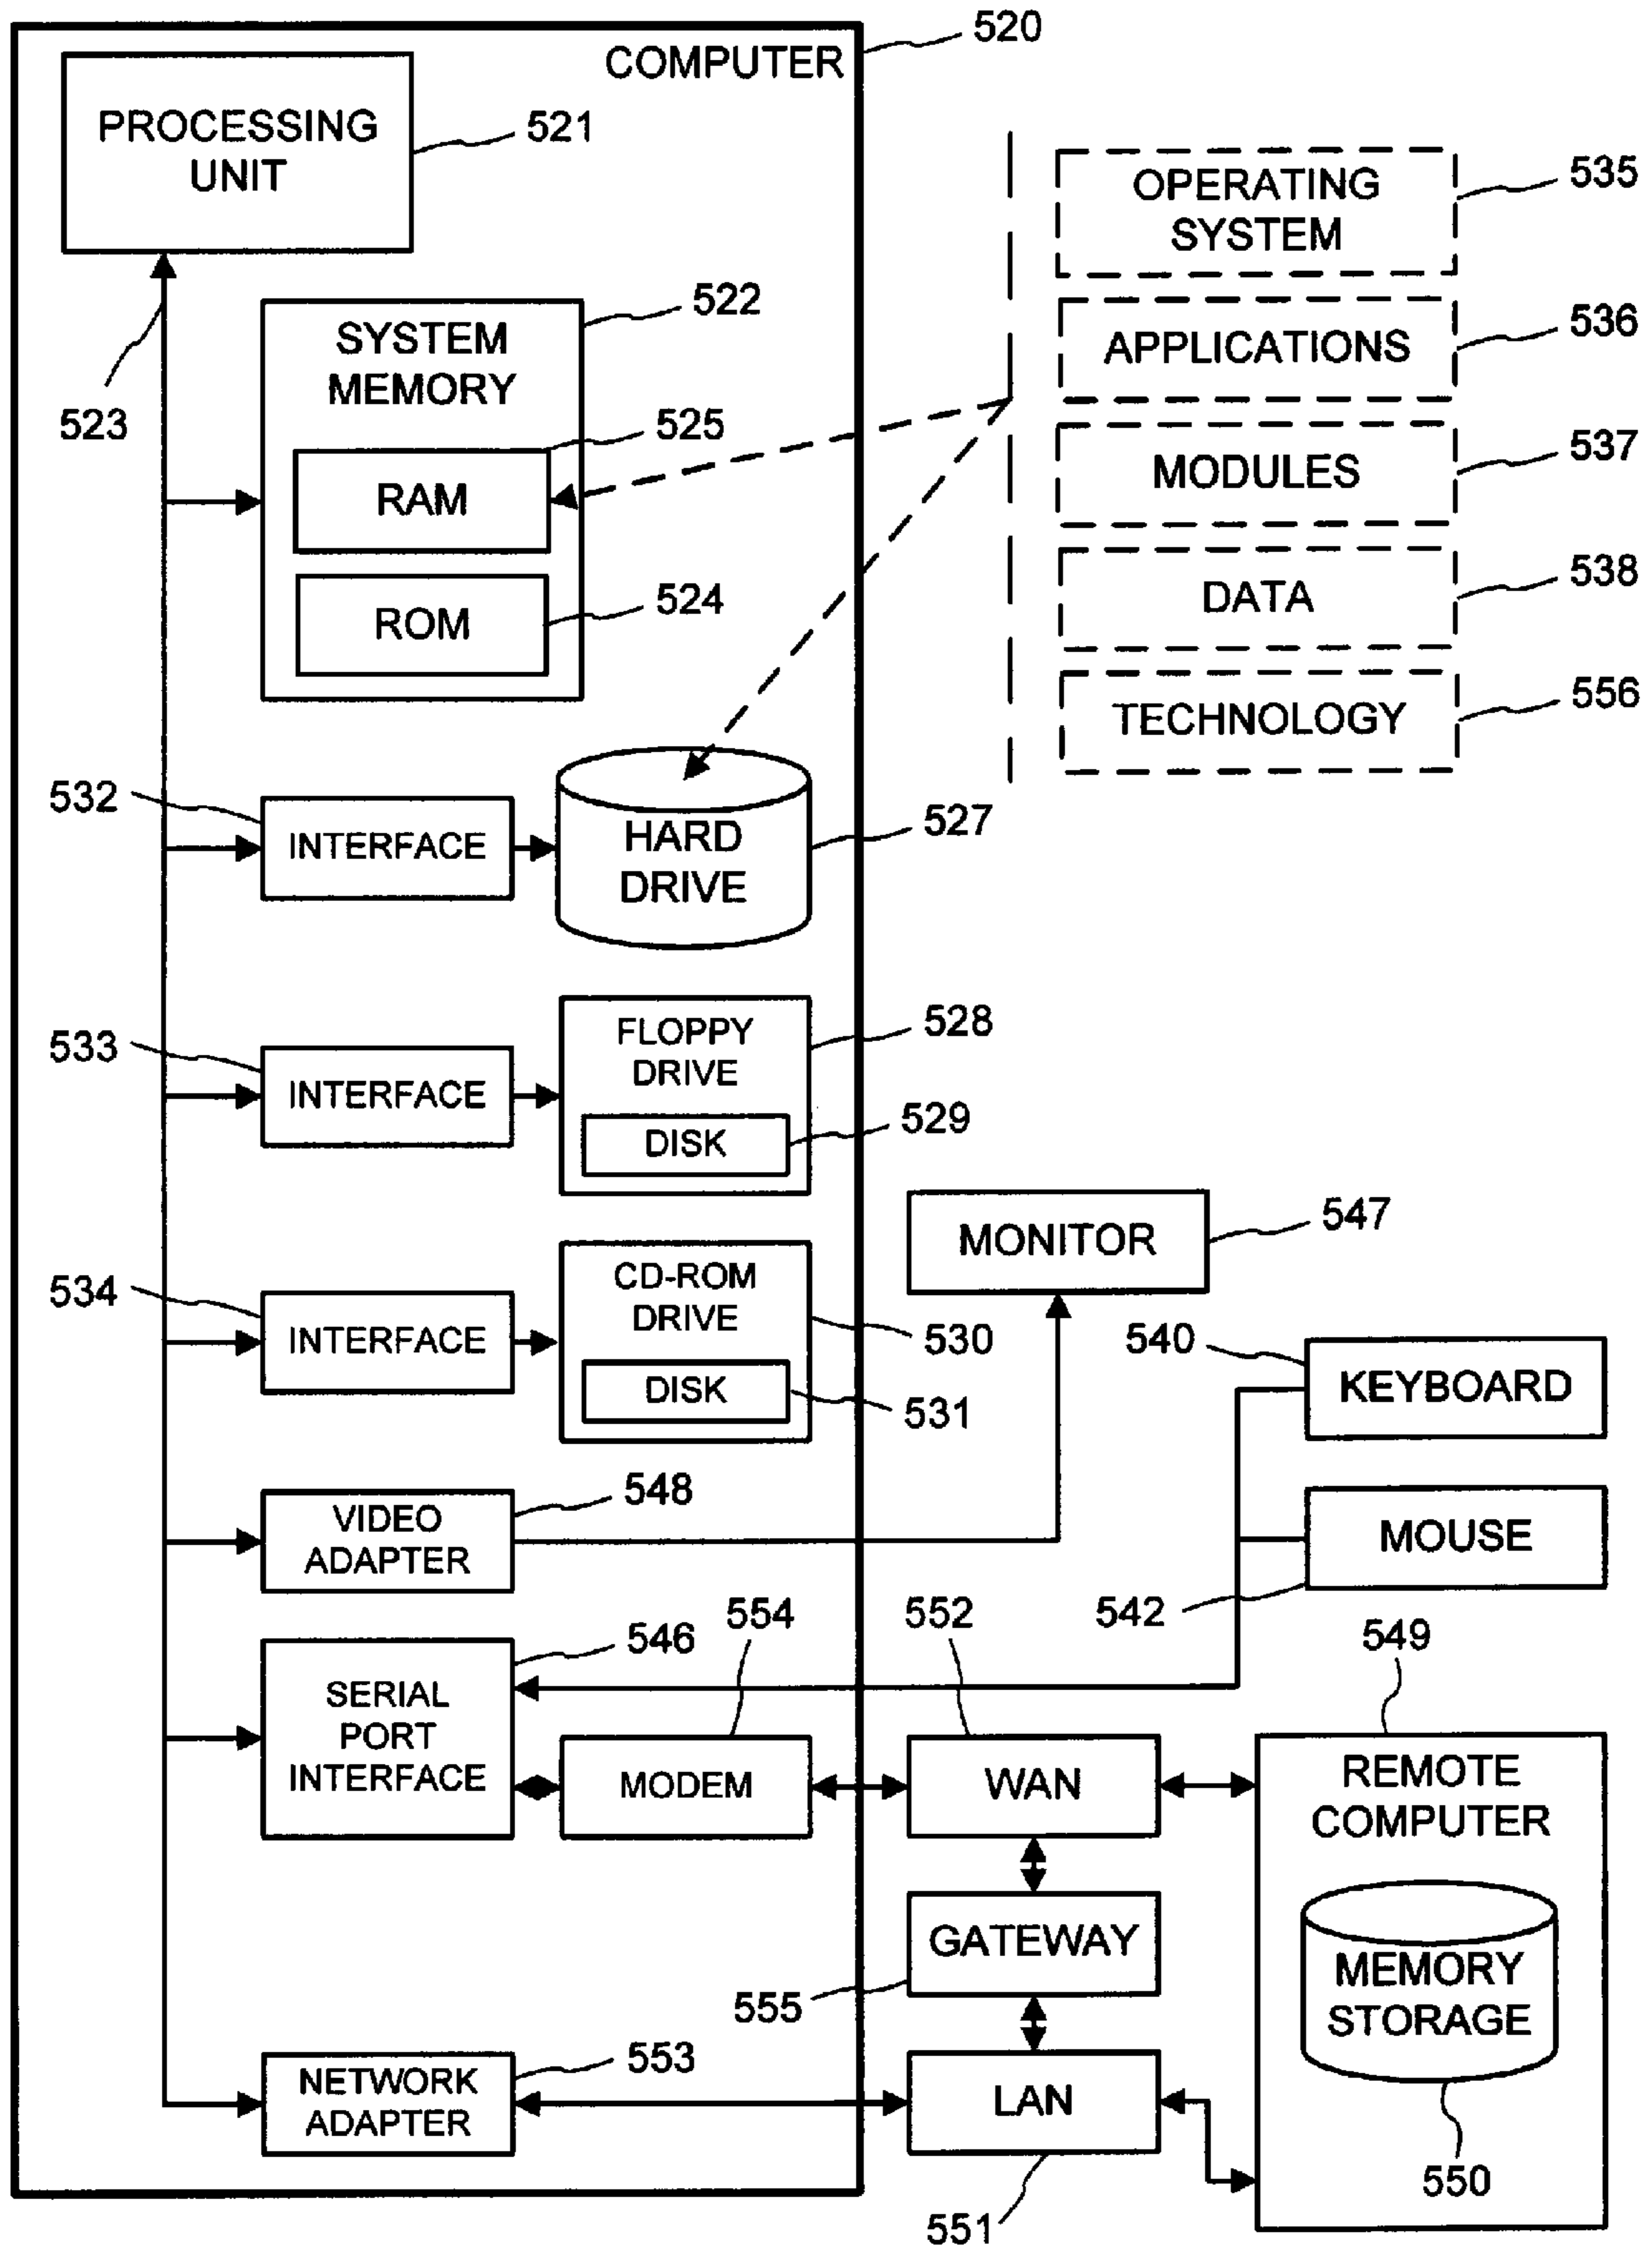 520
COMPUTER
PROCESSING
UNIT
521
OPERATING
SYSTEM
535
522
SYSTEM
MEMORY
536
APPLICATIONS
523
525
RAM
537
MODULES
524
ROM
538
DATA
556
TECHNOLOGY
532
INTERFACE
HARD
DRIVE
527
533
INTERFACE
FLOPPY
DRIVE
528
DISK
529
MONITOR
547
534
INTERFACE
CD-ROM
DRIVE
530
DISK
531
540
KEYBOARD
548
VIDEO
ADAPTER
MOUSE
542
546
SERIAL
PORT
INTERFACE
554
MODEM
552
WAN
549
REMOTE
COMPUTER
GATEWAY
555
MEMORY
STORAGE
550
553
NETWORK
ADAPTER
LAN
551